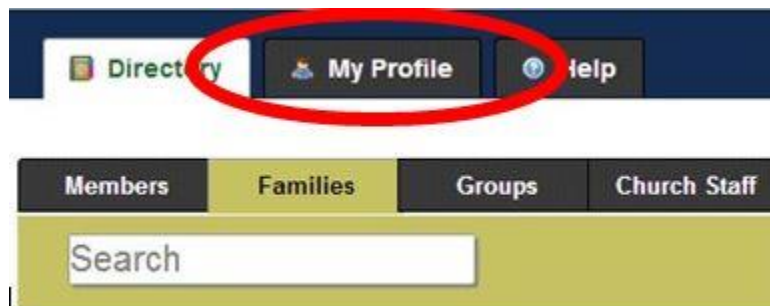 Directory My Profile Help
Members Families Groups Church Staff
Search